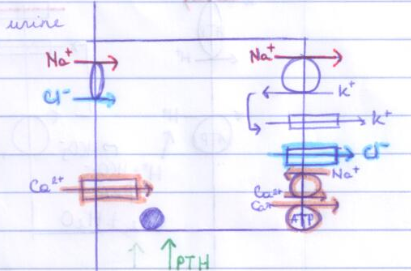 urine
Na⁺ Na⁺
Cl⁻ K⁺
K⁺
Cl⁻
Na⁺
Ca²⁺ Ca²⁺
Ca²⁺
ATP
PTH